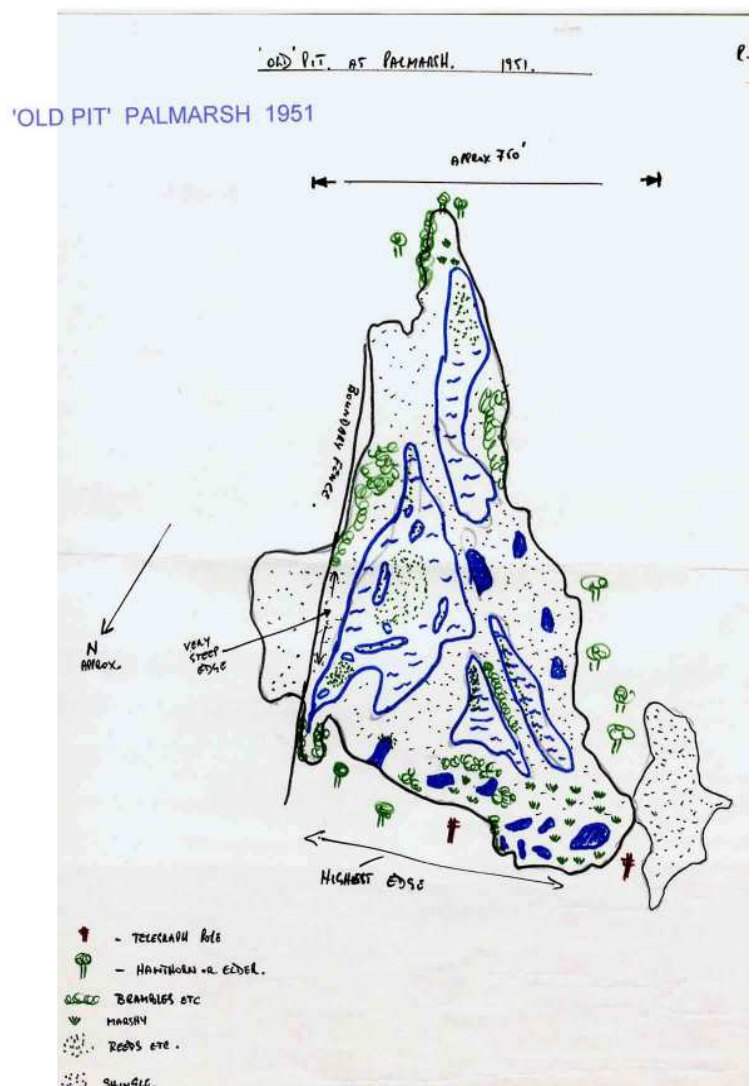 'OLD' PIT. AT PALMARSH. 1951.
R.
'OLD PIT' PALMARSH 1951
APPROX 750'
BOUNDARY FENCE.
N
APPROX.
VERY
STEEP
EDGE
HIGHEST EDGE
- TELEGRAPH POLE
- HAWTHORN OR ELDER.
BRAMBLES ETC
MARSHY
REEDS ETC.
SHINGLE.